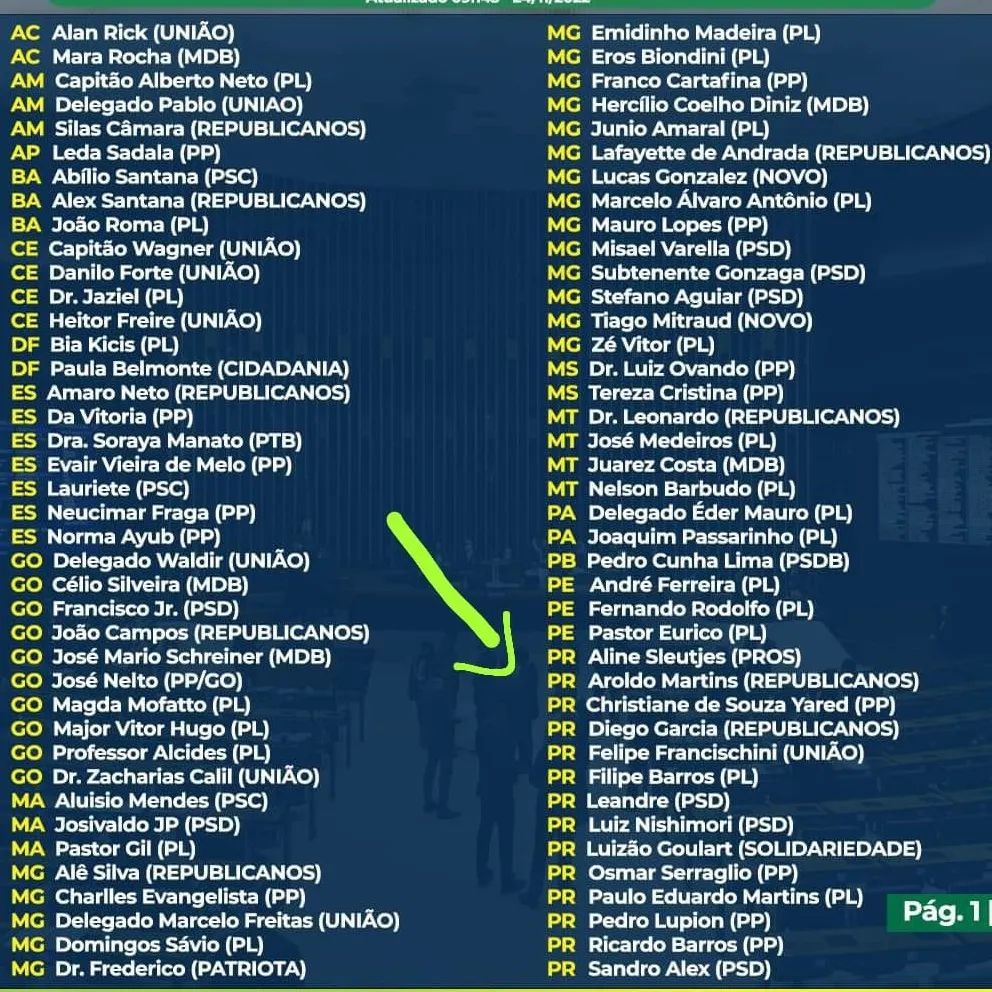 Atualizado 09h45 - 24/11/2022
AC Alan Rick (UNIÃO)
AC Mara Rocha (MDB)
AM Capitão Alberto Neto (PL)
AM Delegado Pablo (UNIAO)
AM Silas Câmara (REPUBLICANOS)
AP Leda Sadala (PP)
BA Abílio Santana (PSC)
BA Alex Santana (REPUBLICANOS)
BA João Roma (PL)
CE Capitão Wagner (UNIÃO)
CE Danilo Forte (UNIÃO)
CE Dr. Jaziel (PL)
CE Heitor Freire (UNIÃO)
DF Bia Kicis (PL)
DF Paula Belmonte (CIDADANIA)
ES Amaro Neto (REPUBLICANOS)
ES Da Vitoria (PP)
ES Dra. Soraya Manato (PTB)
ES Evair Vieira de Melo (PP)
ES Lauriete (PSC)
ES Neucimar Fraga (PP)
ES Norma Ayub (PP)
GO Delegado Waldir (UNIÃO)
GO Célio Silveira (MDB)
GO Francisco Jr. (PSD)
GO João Campos (REPUBLICANOS)
GO José Mario Schreiner (MDB)
GO José Nelto (PP/GO)
GO Magda Mofatto (PL)
GO Major Vitor Hugo (PL)
GO Professor Alcides (PL)
GO Dr. Zacharias Calil (UNIÃO)
MA Aluisio Mendes (PSC)
MA Josivaldo JP (PSD)
MA Pastor Gil (PL)
MG Alê Silva (REPUBLICANOS)
MG Charlles Evangelista (PP)
MG Delegado Marcelo Freitas (UNIÃO)
MG Domingos Sávio (PL)
MG Dr. Frederico (PATRIOTA)
MG Emidinho Madeira (PL)
MG Eros Biondini (PL)
MG Franco Cartafina (PP)
MG Hercílio Coelho Diniz (MDB)
MG Junio Amaral (PL)
MG Lafayette de Andrada (REPUBLICANOS)
MG Lucas Gonzalez (NOVO)
MG Marcelo Álvaro Antônio (PL)
MG Mauro Lopes (PP)
MG Misael Varella (PSD)
MG Subtenente Gonzaga (PSD)
MG Stefano Aguiar (PSD)
MG Tiago Mitraud (NOVO)
MG Zé Vitor (PL)
MS Dr. Luiz Ovando (PP)
MS Tereza Cristina (PP)
MT Dr. Leonardo (REPUBLICANOS)
MT José Medeiros (PL)
MT Juarez Costa (MDB)
MT Nelson Barbudo (PL)
PA Delegado Éder Mauro (PL)
PA Joaquim Passarinho (PL)
PB Pedro Cunha Lima (PSDB)
PE André Ferreira (PL)
PE Fernando Rodolfo (PL)
PE Pastor Eurico (PL)
PR Aline Sleutjes (PROS)
PR Aroldo Martins (REPUBLICANOS)
PR Christiane de Souza Yared (PP)
PR Diego Garcia (REPUBLICANOS)
PR Felipe Francischini (UNIÃO)
PR Filipe Barros (PL)
PR Leandre (PSD)
PR Luiz Nishimori (PSD)
PR Luizão Goulart (SOLIDARIEDADE)
PR Osmar Serraglio (PP)
PR Paulo Eduardo Martins (PL)
PR Pedro Lupion (PP)
PR Ricardo Barros (PP)
PR Sandro Alex (PSD)
Pág. 1 |